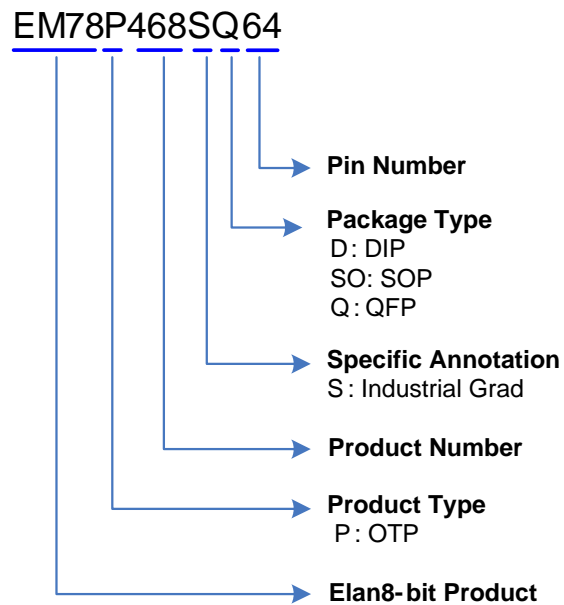 EM78P468SQ64
Pin Number
Package Type
D: DIP
SO: SOP
Q: QFP
Specific Annotation
S: Industrial Grad
Product Number
Product Type
P: OTP
Elan8-bit Product